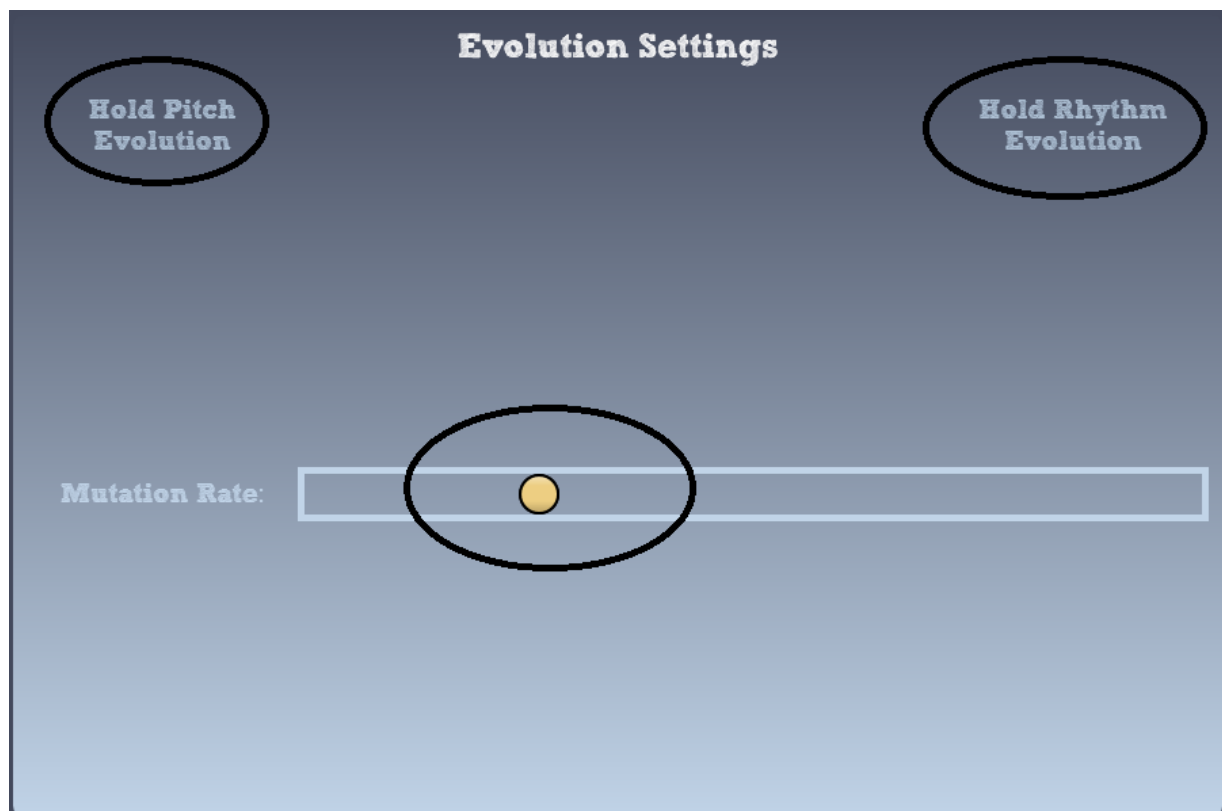 Evolution Settings
Hold Pitch
Evolution
Hold Rhythm
Evolution
Mutation Rate: